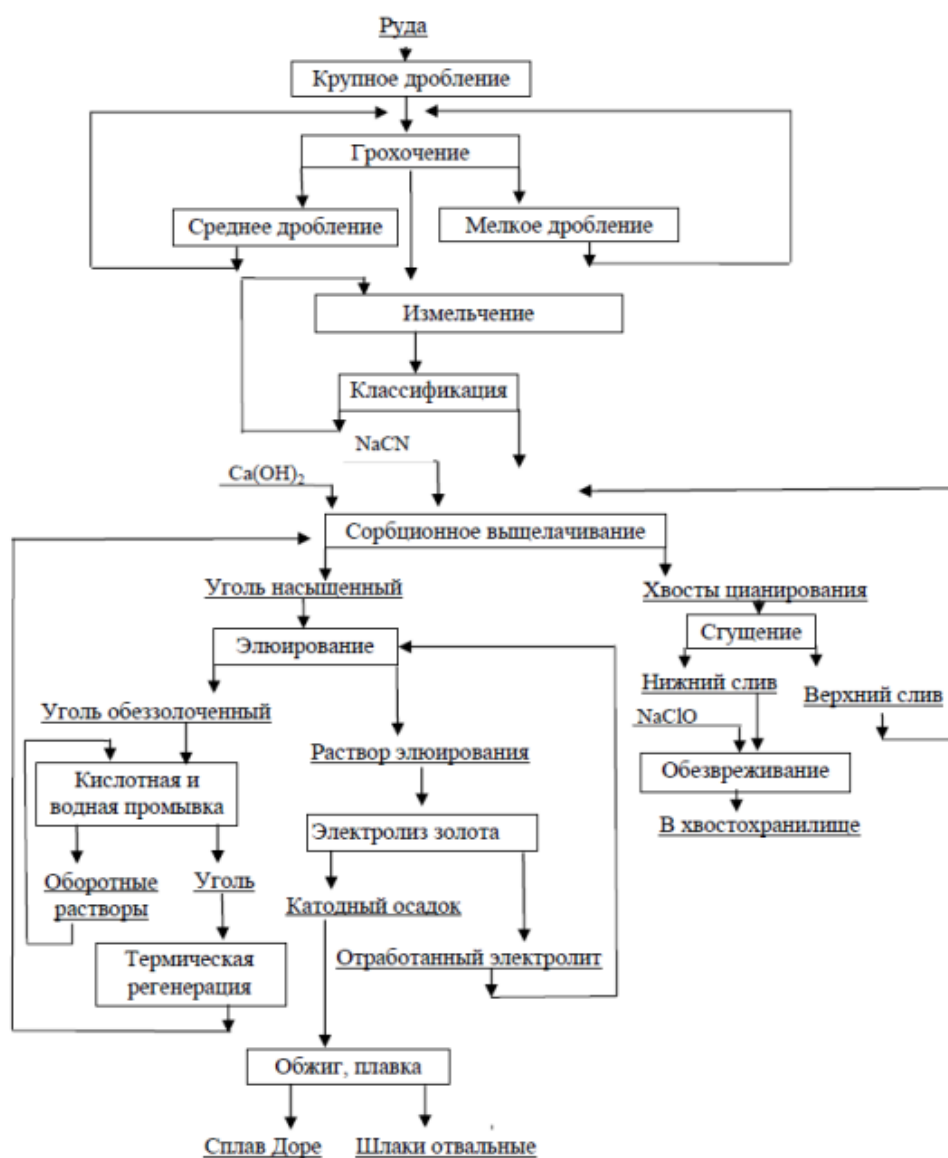 Руда
Крупное дробление
Грохочение
Среднее дробление
Мелкое дробление
Измельчение
Классификация
NaCN
Ca(OH)₂
Сорбционное выщелачивание
Уголь насыщенный
Хвосты цианирования
Элюирование
Сгущение
Нижний слив
Верхний слив
Уголь обеззолоченный
NaClO
Раствор элюирования
Обезвреживание
Кислотная и
водная промывка
Электролиз золота
В хвостохранилище
Оборотные
растворы
Уголь
Катодный осадок
Термическая
регенерация
Отработанный электролит
Обжиг, плавка
Сплав Доре
Шлаки отвальные